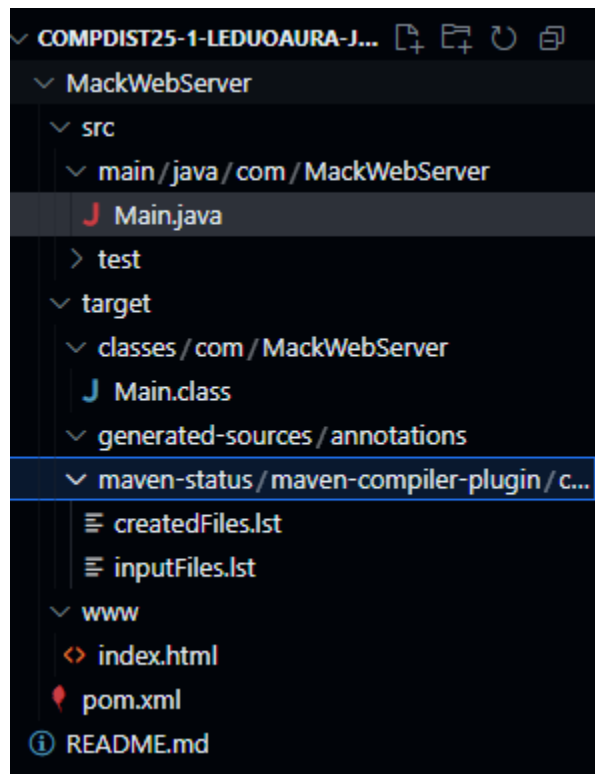 COMPDIST25-1-LEDUOAURA-J...
MackWebServer
src
main/java/com/MackWebServer
J Main.java
test
target
classes/com/MackWebServer
J Main.class
generated-sources/annotations
maven-status/maven-compiler-plugin/c...
createdFiles.lst
inputFiles.lst
www
<> index.html
pom.xml
README.md